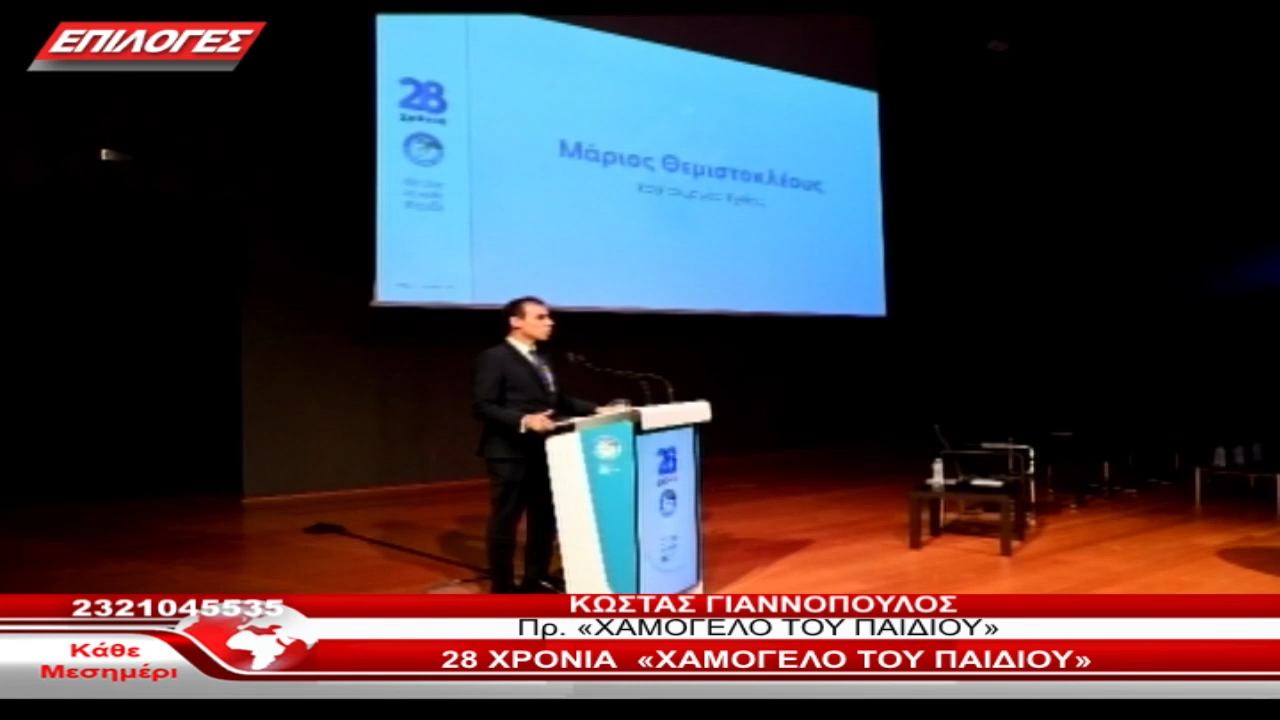 ΕΠΙΛΟΓΕΣ
28
Μάριος Θεμιστοκλέους
28
2321045535
ΚΩΣΤΑΣ ΓΙΑΝΝΟΠΟΥΛΟΣ
Πρ. «ΧΑΜΟΓΕΛΟ ΤΟΥ ΠΑΙΔΙΟΥ»
Κάθε
Μεσημέρι
28 ΧΡΟΝΙΑ «ΧΑΜΟΓΕΛΟ ΤΟΥ ΠΑΙΔΙΟΥ»